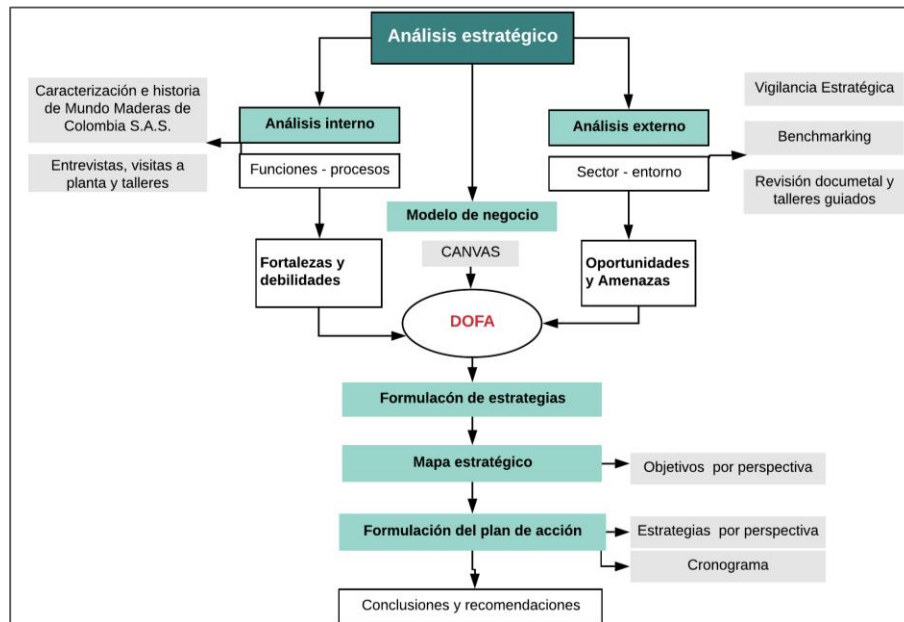 Análisis estratégico
Caracterización e historia
de Mundo Maderas de
Colombia S.A.S.
Entrevistas, visitas a
planta y talleres
Análisis interno
Funciones - procesos
Fortalezas y
debilidades
Modelo de negocio
CANVAS
Análisis externo
Sector - entorno
Oportunidades
y Amenazas
Vigilancia Estratégica
Benchmarking
Revisión documetal y
talleres guiados
DOFA
Formulacón de estrategias
Mapa estratégico
Objetivos por perspectiva
Formulación del plan de acción
Estrategias por perspectiva
Cronograma
Conclusiones y recomendaciones